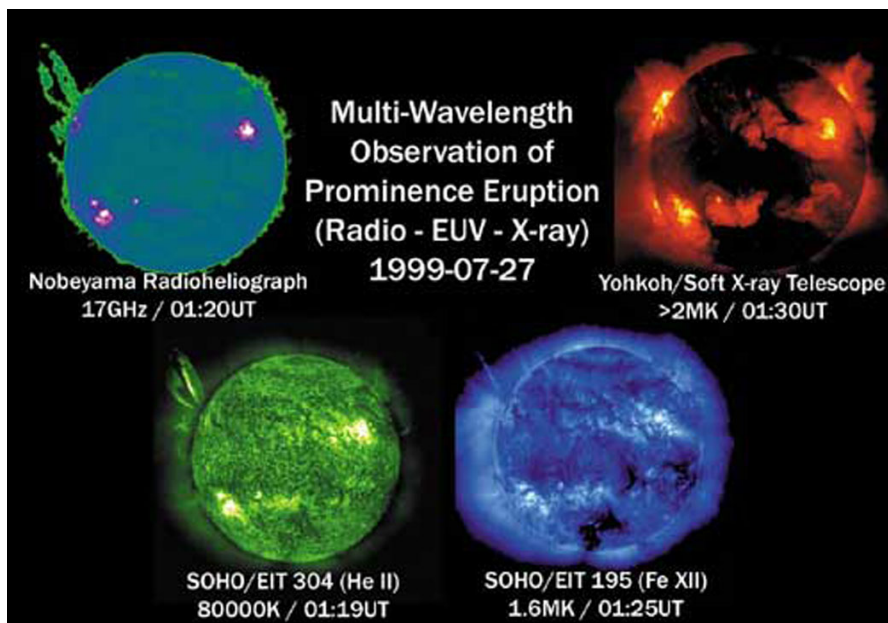 Multi-Wavelength
Observation of
Prominence Eruption
(Radio - EUV - X-ray)
1999-07-27
Nobeyama Radioheliograph
17GHz / 01:20UT
Yohkoh/Soft X-ray Telescope
>2MK / 01:30UT
SOHO/EIT 304 (He II)
80000K / 01:19UT
SOHO/EIT 195 (Fe XII)
1.6MK / 01:25UT